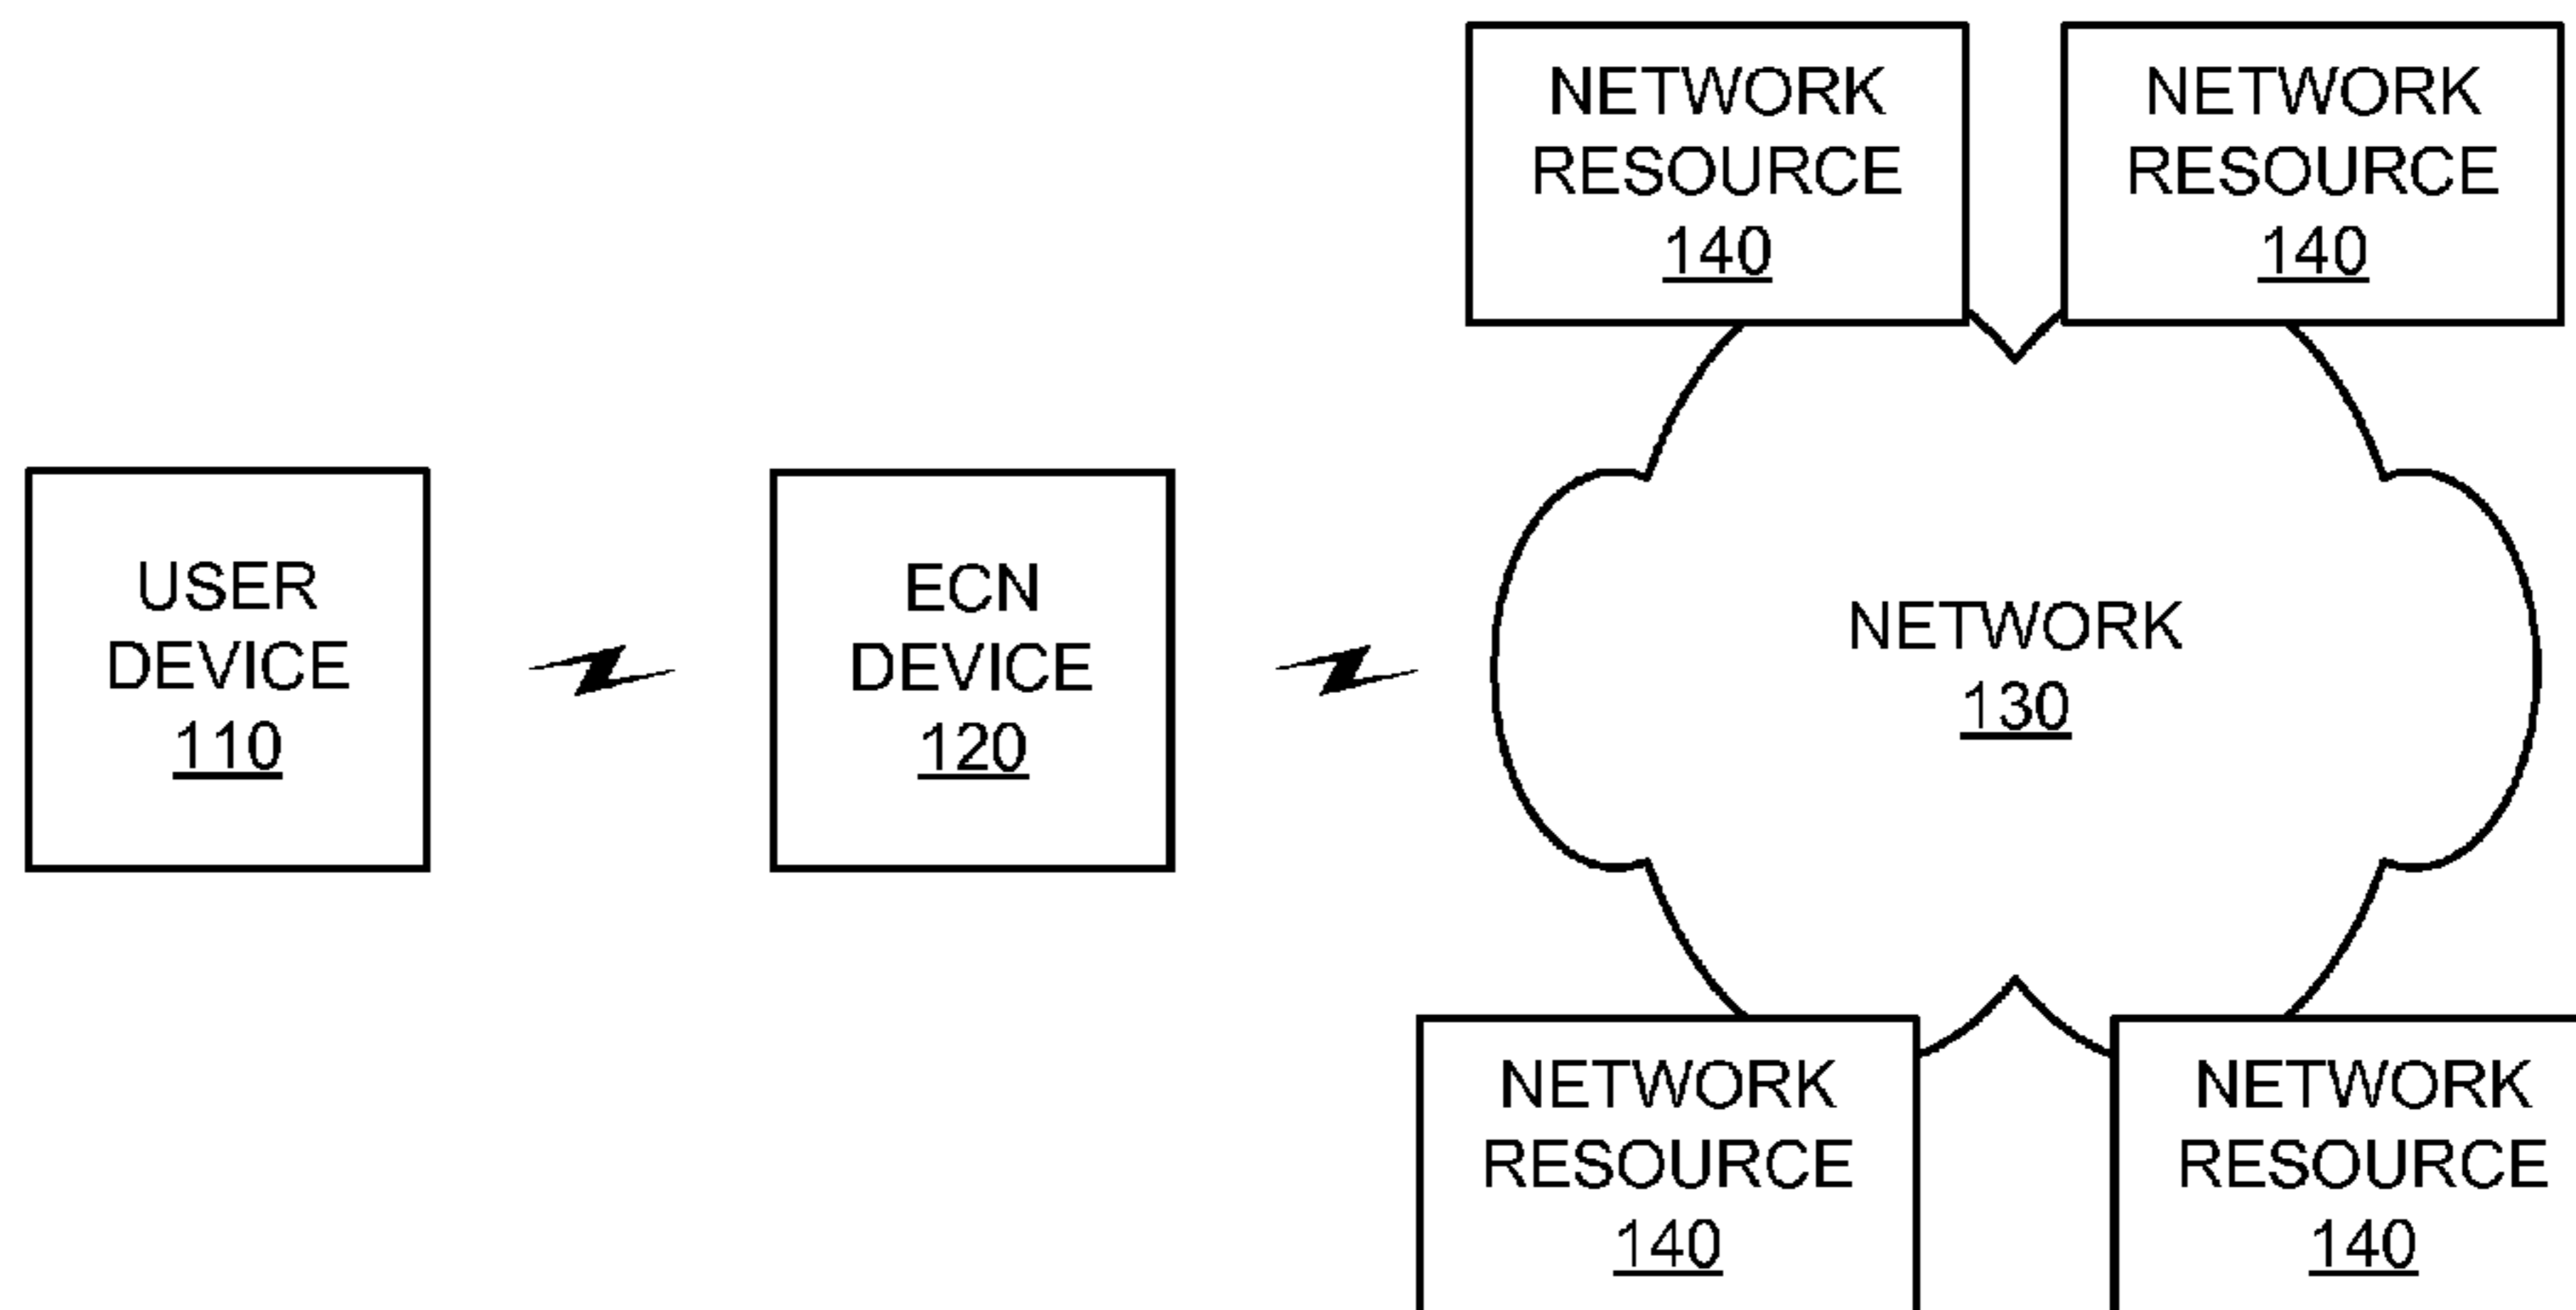 NETWORK
RESOURCE
140
NETWORK
RESOURCE
140
USER
DEVICE
110
ECN
DEVICE
120
NETWORK
130
NETWORK
RESOURCE
140
NETWORK
RESOURCE
140